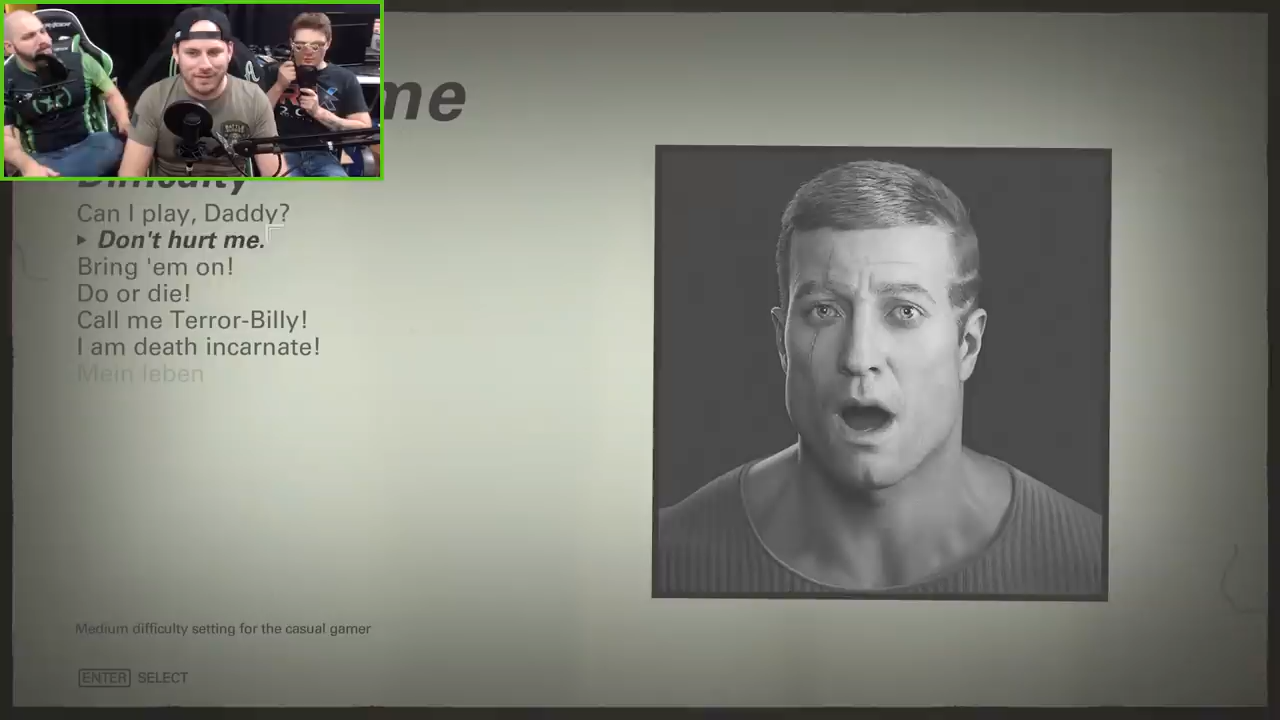 me
Difficulty
Can I play, Daddy?
Don't hurt me.
Bring 'em on!
Do or die!
Call me Terror-Billy!
I am death incarnate!
Mein leben
Medium difficulty setting for the casual gamer
ENTER SELECT